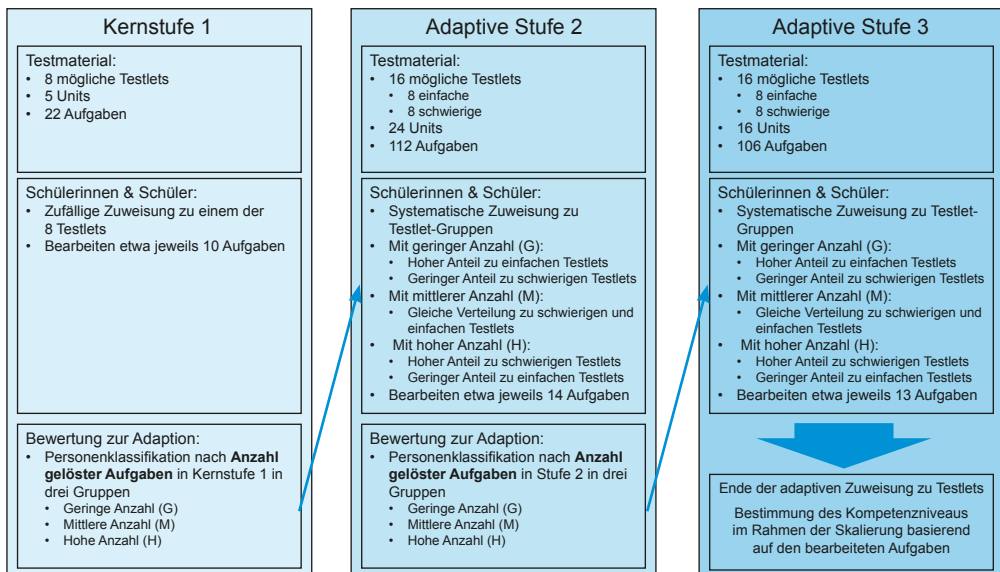 Kernstufe 1
Testmaterial:
• 8 mögliche Testlets
• 5 Units
• 22 Aufgaben
Schülerinnen & Schüler:
• Zufällige Zuweisung zu einem der
8 Testlets
• Bearbeiten etwa jeweils 10 Aufgaben
Bewertung zur Adaption:
• Personenklassifikation nach Anzahl
gelöster Aufgaben in Kernstufe 1 in
drei Gruppen
• Geringe Anzahl (G)
• Mittlere Anzahl (M)
• Hohe Anzahl (H)
Adaptive Stufe 2
Testmaterial:
• 16 mögliche Testlets
• 8 einfache
• 8 schwierige
• 24 Units
• 112 Aufgaben
Schülerinnen & Schüler:
• Systematische Zuweisung zu
Testlet-Gruppen
• Mit geringer Anzahl (G):
• Hoher Anteil zu einfachen Testlets
• Geringer Anteil zu schwierigen Testlets
• Mit mittlerer Anzahl (M):
• Gleiche Verteilung zu schwierigen und
einfachen Testlets
• Mit hoher Anzahl (H):
• Hoher Anteil zu schwierigen Testlets
• Geringer Anteil zu einfachen Testlets
• Bearbeiten etwa jeweils 14 Aufgaben
Bewertung zur Adaption:
• Personenklassifikation nach Anzahl
gelöster Aufgaben in Stufe 2 in drei
Gruppen
• Geringe Anzahl (G)
• Mittlere Anzahl (M)
• Hohe Anzahl (H)
Adaptive Stufe 3
Testmaterial:
• 16 mögliche Testlets
• 8 einfache
• 8 schwierige
• 16 Units
• 106 Aufgaben
Schülerinnen & Schüler:
• Systematische Zuweisung zu Testlet-
Gruppen
• Mit geringer Anzahl (G):
• Hoher Anteil zu einfachen Testlets
• Geringer Anteil zu schwierigen Testlets
• Mit mittlerer Anzahl (M):
• Gleiche Verteilung zu schwierigen und
einfachen Testlets
• Mit hoher Anzahl (H):
• Hoher Anteil zu schwierigen Testlets
• Geringer Anteil zu einfachen Testlets
• Bearbeiten etwa jeweils 13 Aufgaben
Ende der adaptiven Zuweisung zu Testlets
Bestimmung des Kompetenzniveaus
im Rahmen der Skalierung basierend
auf den bearbeiteten Aufgaben